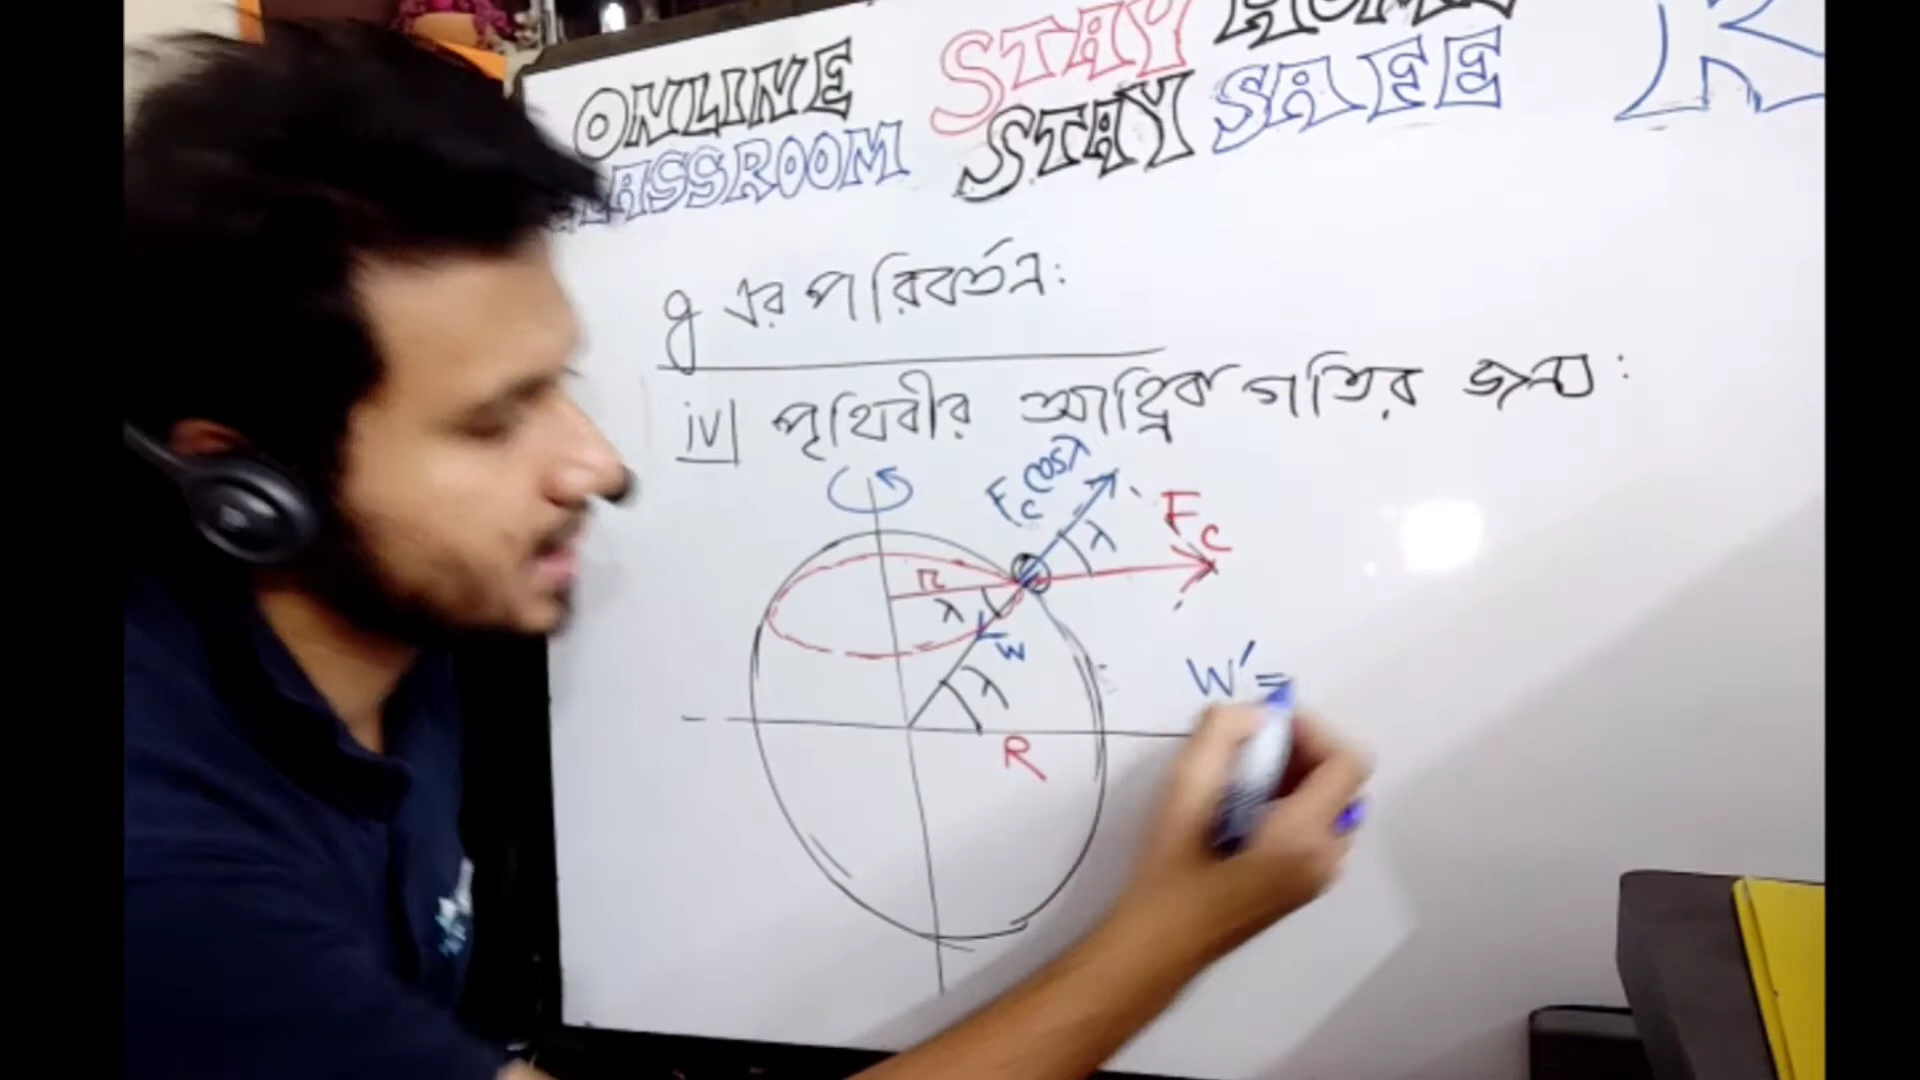 ONLINE STAY HOME
CLASSROOM STAY SAFE R
g এর পরিবর্তন:
iv] পৃথিবীর আহ্নিক গতির জন্য:
Fc cosλ
Fc
λ
r
λ
W
λ
R
W' =